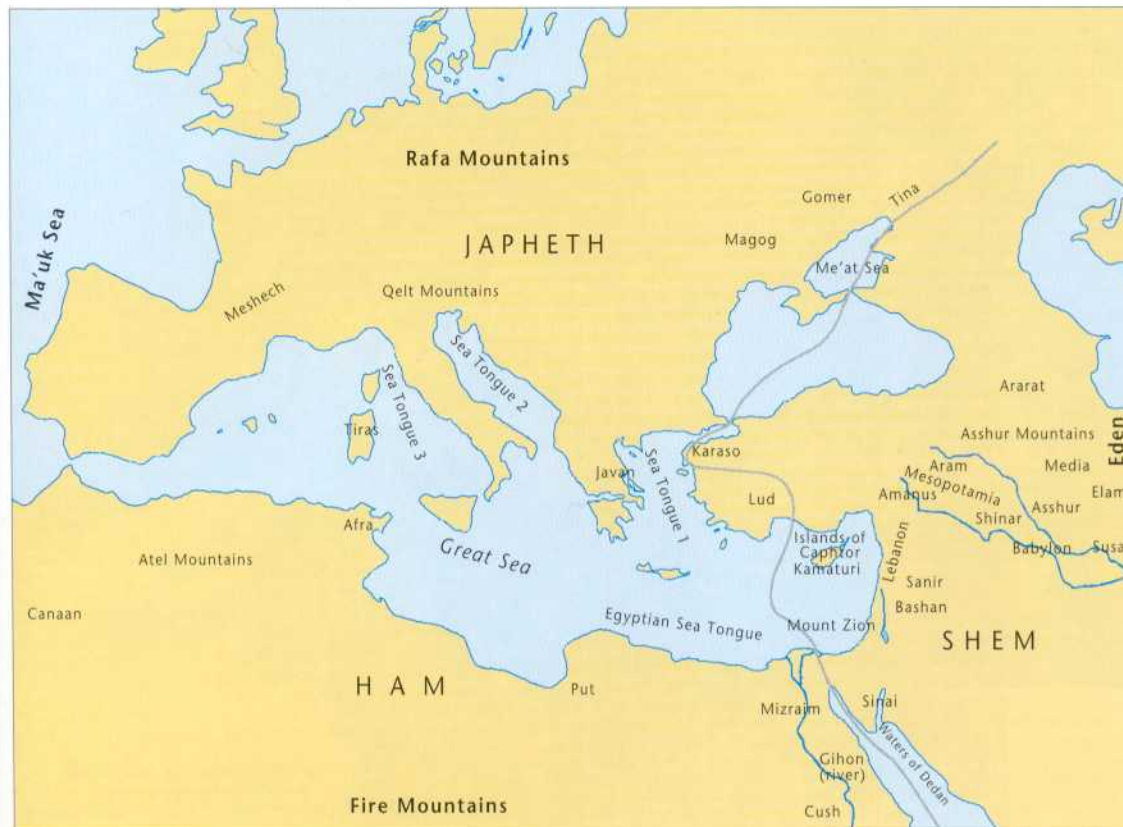 Rafa Mountains
Gomer
Tina
Ma'uk Sea
JAPHETH
Magog
Me'at Sea
Meshech
Qelt Mountains
Sea Tongue 2
Sea Tongue 3
Tiras
Ararat
Asshur Mountains
Eden
Karaso
Javan
Sea Tongue 1
Aram
Media
Mesopotamia
Elam
Lud
Amanus
Asshur
Shinar
Afra
Great Sea
Islands of
Caphtor
Kamaturi
Babylon
Susa
Atel Mountains
Lebanon
Sanir
Canaan
Bashan
Egyptian Sea Tongue
Mount Zion
SHEM
HAM
Put
Mizraim
Sinai
Waters of Dedan
Gihon
(river)
Fire Mountains
Cush